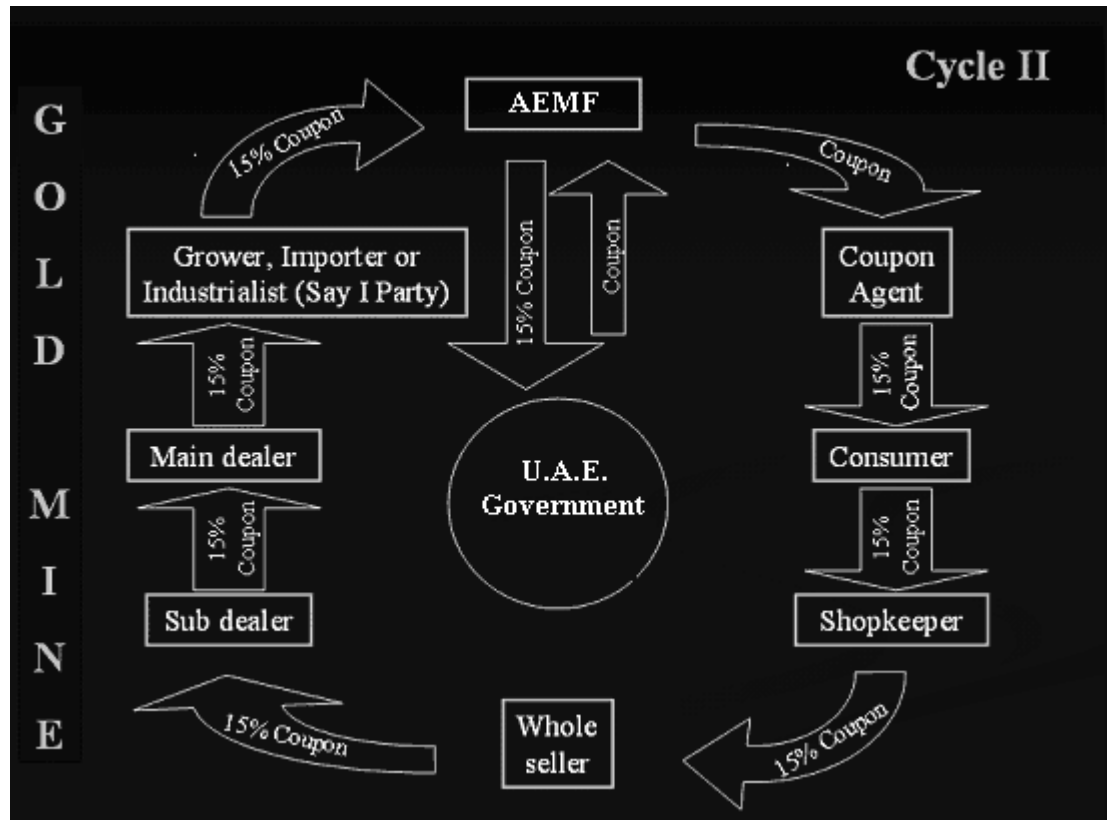 Cycle II
GOLD MINE
AEMF
15% Coupon
Coupon
15% Coupon
Coupon
Grower, Importer or
Industrialist (Say I Party)
Coupon
Agent
15%
Coupon
15%
Coupon
Main dealer
U.A.E.
Government
Consumer
15%
Coupon
15%
Coupon
Sub dealer
Shopkeeper
15% Coupon
Whole
seller
15% Coupon